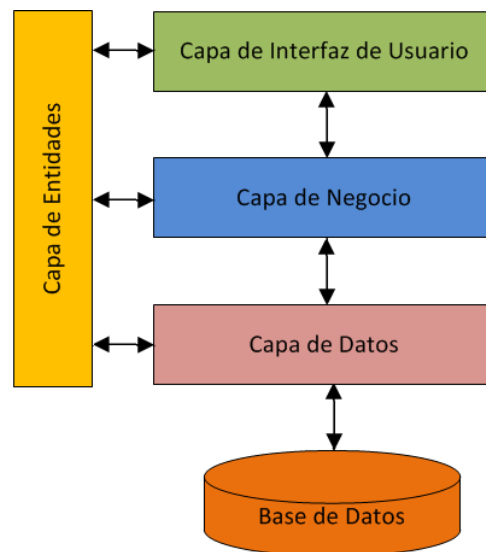 Capa de Interfaz de Usuario
Capa de Entidades
Capa de Negocio
Capa de Datos
Base de Datos